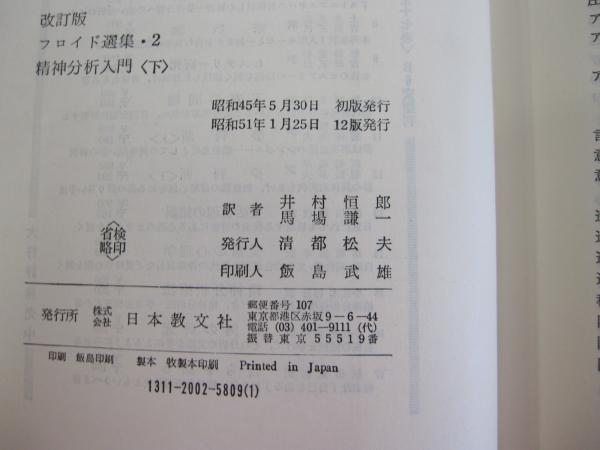 改訂版
フロイド選集・2
精神分析入門〈下〉
昭和45年5月30日 初版発行
昭和51年1月25日 12版発行
訳者 井村恒郎
馬場謙一
〈検印省略〉
発行人 清都松夫
印刷人 飯島武雄
発行所 株式会社 日本教文社
郵便番号 107
東京都港区赤坂9-6-44
電話 (03) 401-9111 (代)
振替東京 55519番
印刷 飯島印刷 製本 牧製本印刷 Printed in Japan
1311-2002-5809(1)